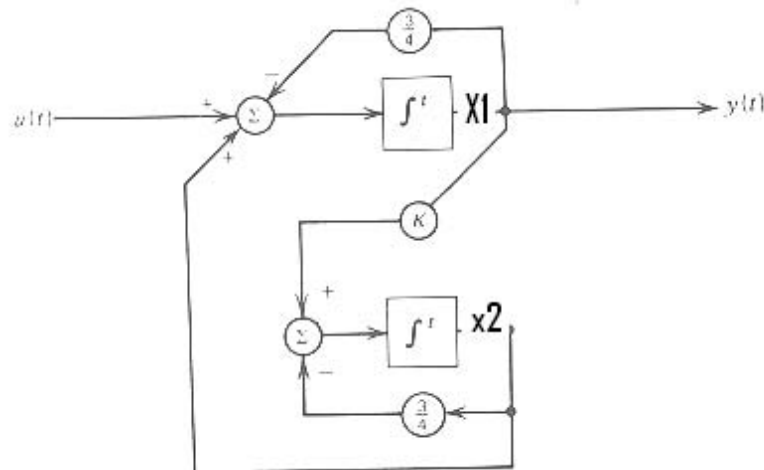 3/4
−
u(t) + Σ ∫ t X1 y(t)
+
K
+
Σ ∫ t x2
−
3/4